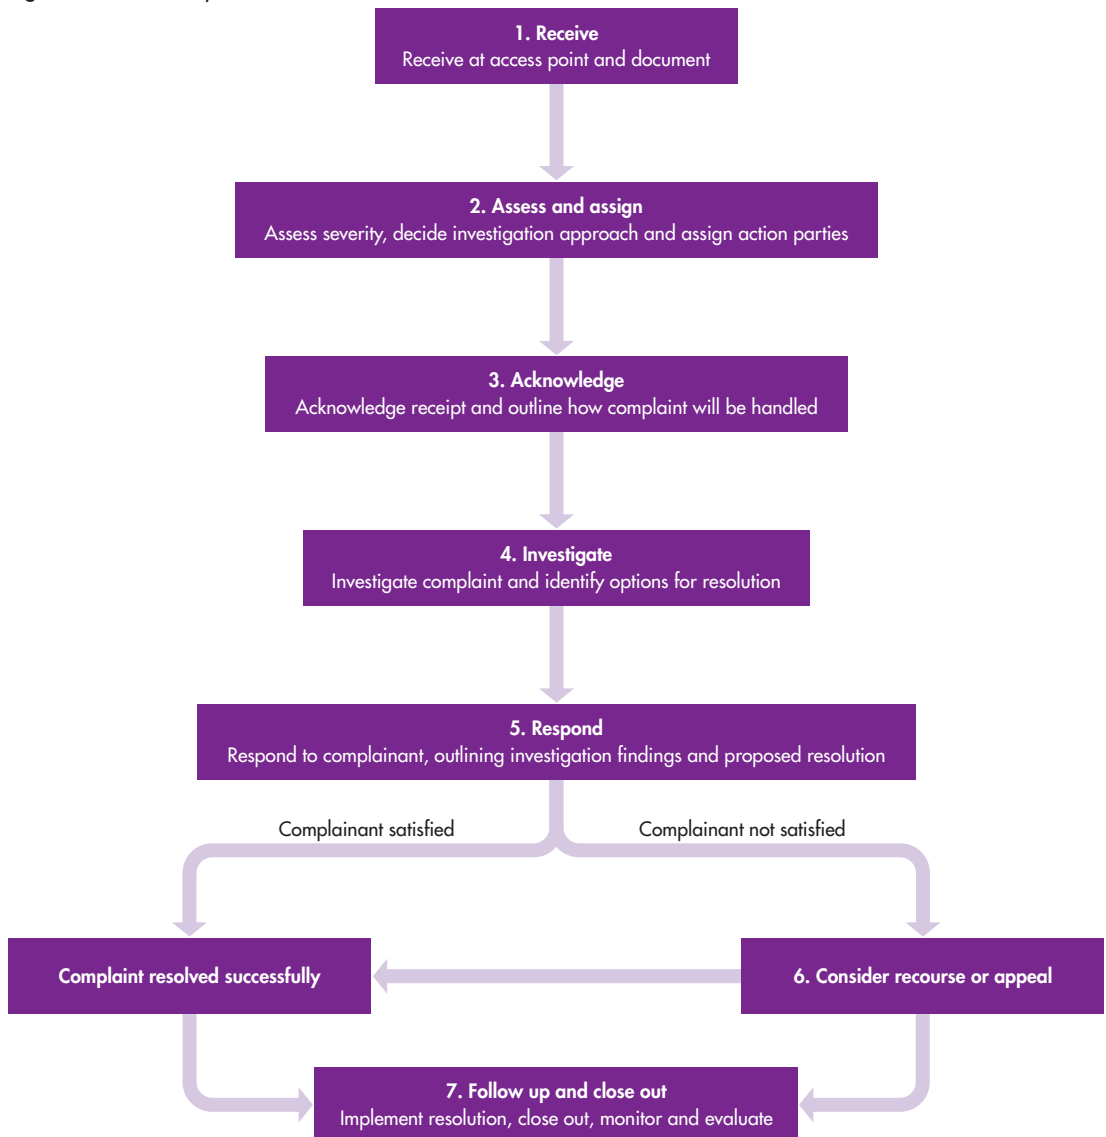 1. Receive
Receive at access point and document
2. Assess and assign
Assess severity, decide investigation approach and assign action parties
3. Acknowledge
Acknowledge receipt and outline how complaint will be handled
4. Investigate
Investigate complaint and identify options for resolution
5. Respond
Respond to complainant, outlining investigation findings and proposed resolution
Complainant satisfied
Complainant not satisfied
Complaint resolved successfully
6. Consider recourse or appeal
7. Follow up and close out
Implement resolution, close out, monitor and evaluate